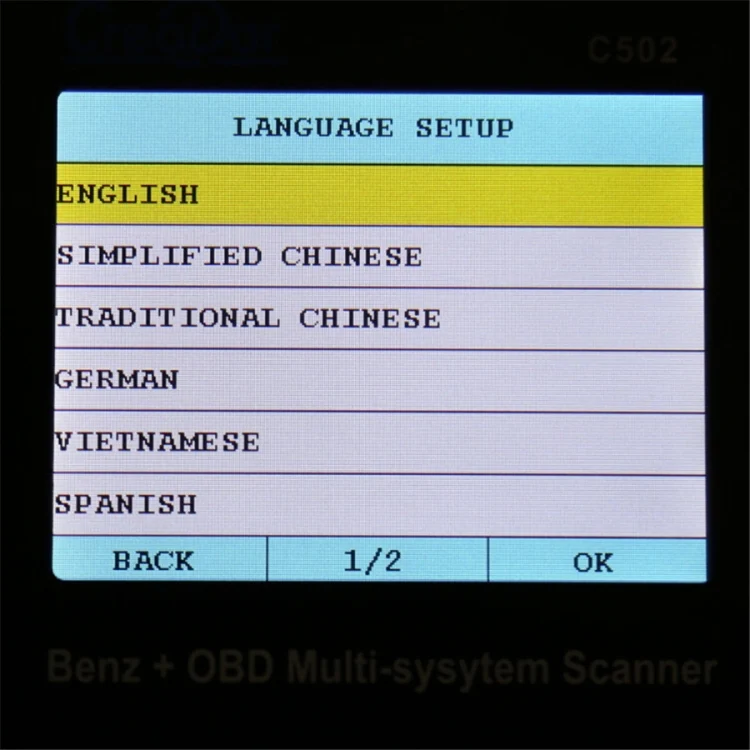 C502
LANGUAGE SETUP
ENGLISH
SIMPLIFIED CHINESE
TRADITIONAL CHINESE
GERMAN
VIETNAMESE
SPANISH
BACK 1/2 OK
Benz + OBD Multi-sysytem Scanner